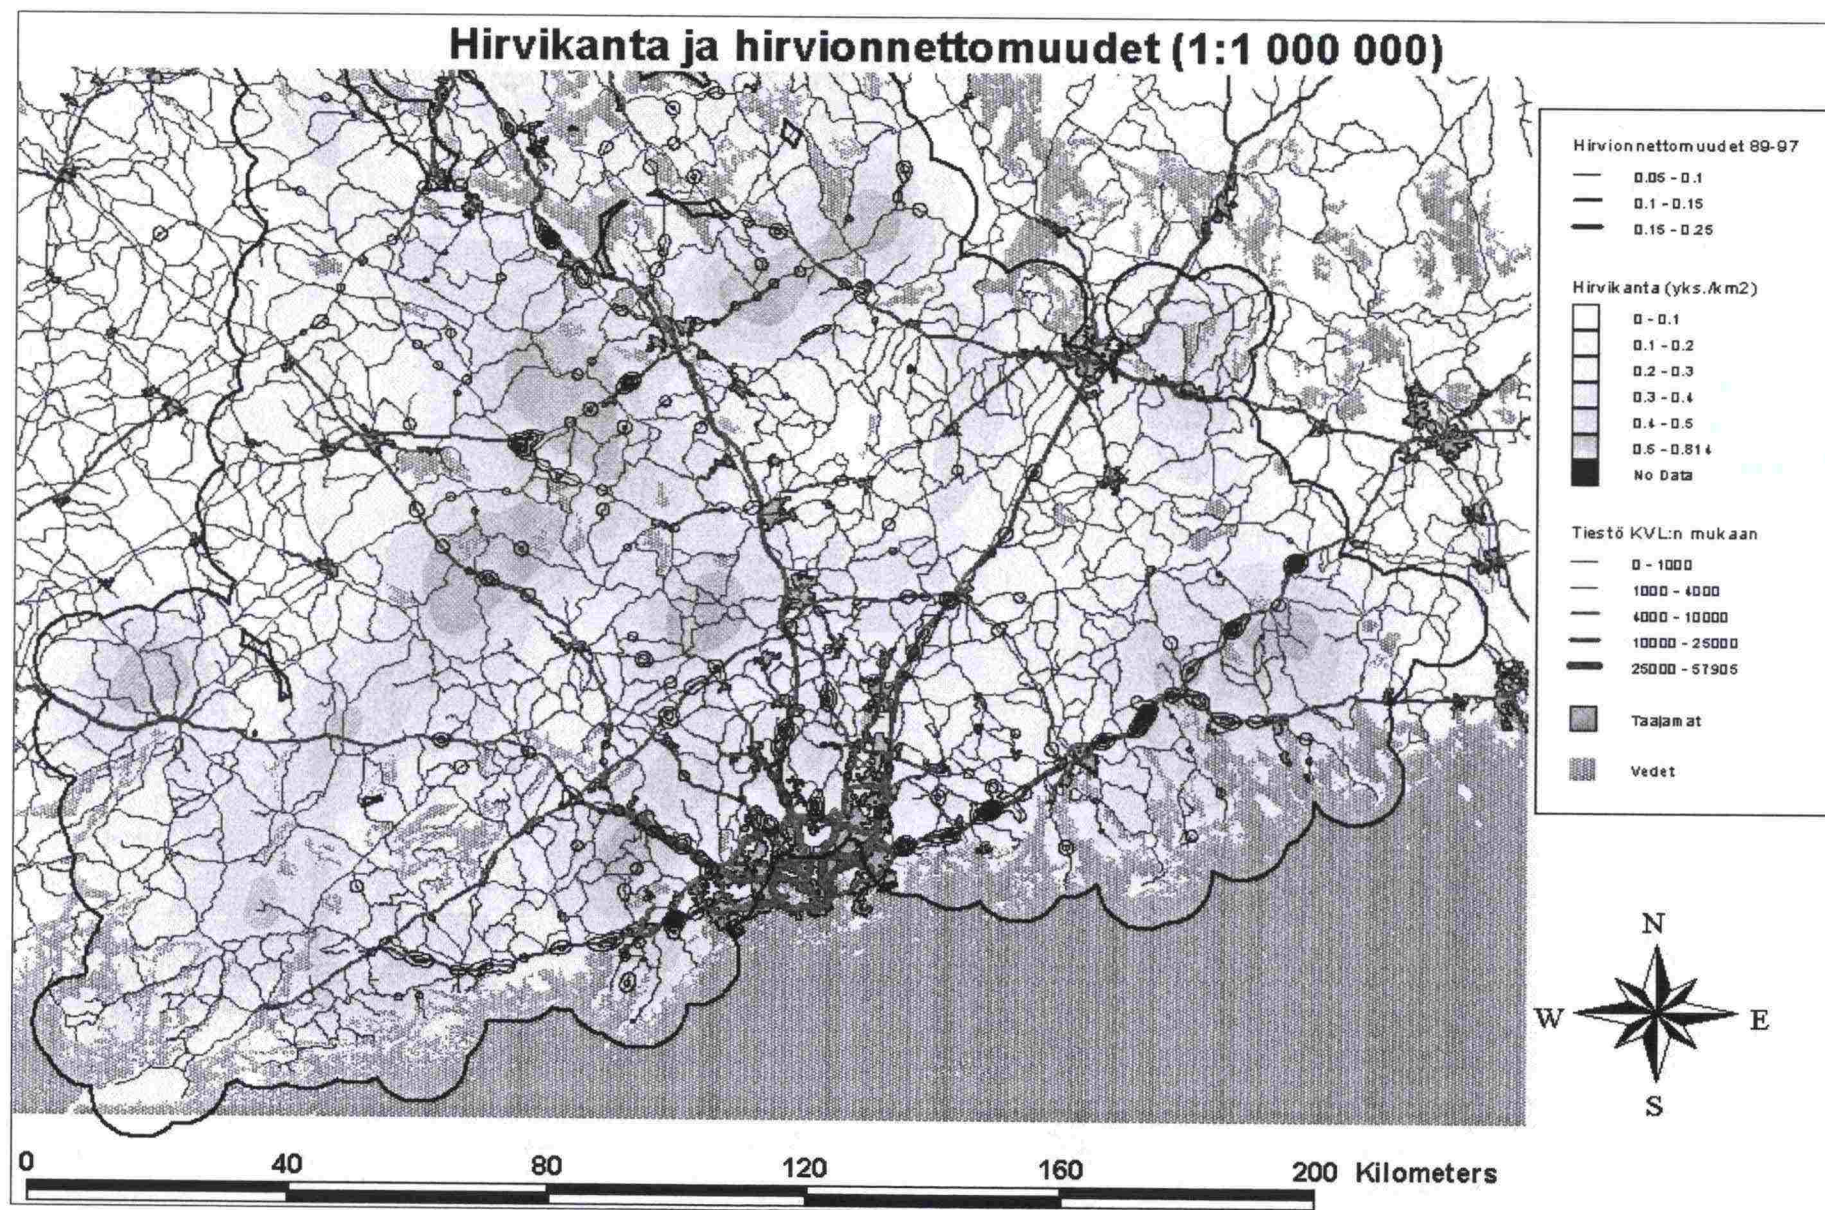 Hirvikanta ja hirvionnettomuudet (1:1 000 000)
Hirvionnettomuudet 89-97
0.05 - 0.1
0.1 - 0.15
0.15 - 0.25
Hirvikanta (yks./km2)
0 - 0.1
0.1 - 0.2
0.2 - 0.3
0.3 - 0.4
0.4 - 0.5
0.5 - 0.814
No Data
Tiestö KVL:n mukaan
0 - 1000
1000 - 4000
4000 - 10000
10000 - 25000
25000 - 57905
Taajamat
Vedet
N
W E
S
0 40 80 120 160 200 Kilometers